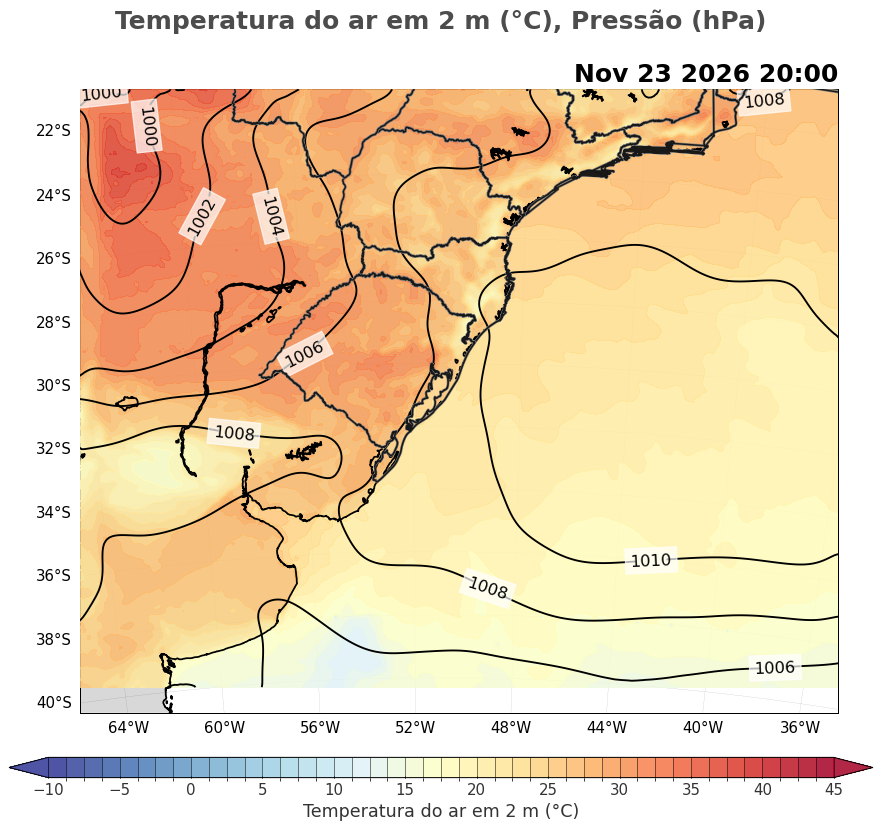 Temperatura do ar em 2 m (°C), Pressão (hPa)
Nov 23 2026 20:00
1000
1000
1008
1002
1004
1006
1008
1010
1008
1006
22°S
24°S
26°S
28°S
30°S
32°S
34°S
36°S
38°S
40°S
64°W 60°W 56°W 52°W 48°W 44°W 40°W 36°W
−10 −5 0 5 10 15 20 25 30 35 40 45
Temperatura do ar em 2 m (°C)